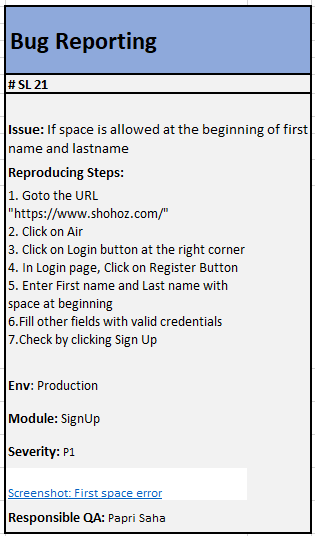 Bug Reporting
# SL 21
Issue: If space is allowed at the beginning of first
name and lastname
Reproducing Steps:
1. Goto the URL
"https://www.shohoz.com/"
2. Click on Air
3. Click on Login button at the right corner
4. In Login page, Click on Register Button
5. Enter First name and Last name with
space at beginning
6.Fill other fields with valid credentials
7.Check by clicking Sign Up
Env: Production
Module: SignUp
Severity: P1
Screenshot: First space error
Responsible QA: Papri Saha